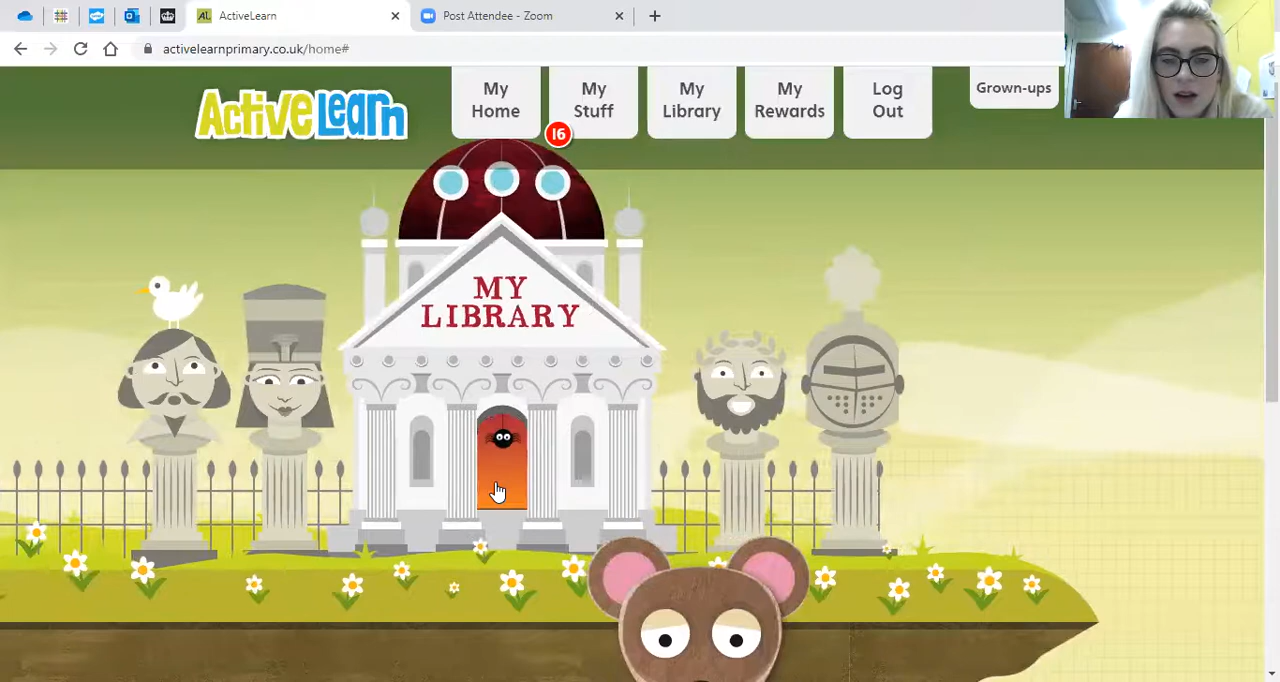 ActiveLearn
Post Attendee - Zoom
activelearnprimary.co.uk/home#
ActiveLearn
My
Home
My
Stuff
My
Library
My
Rewards
Log
Out
Grown-ups
16
MY
LIBRARY